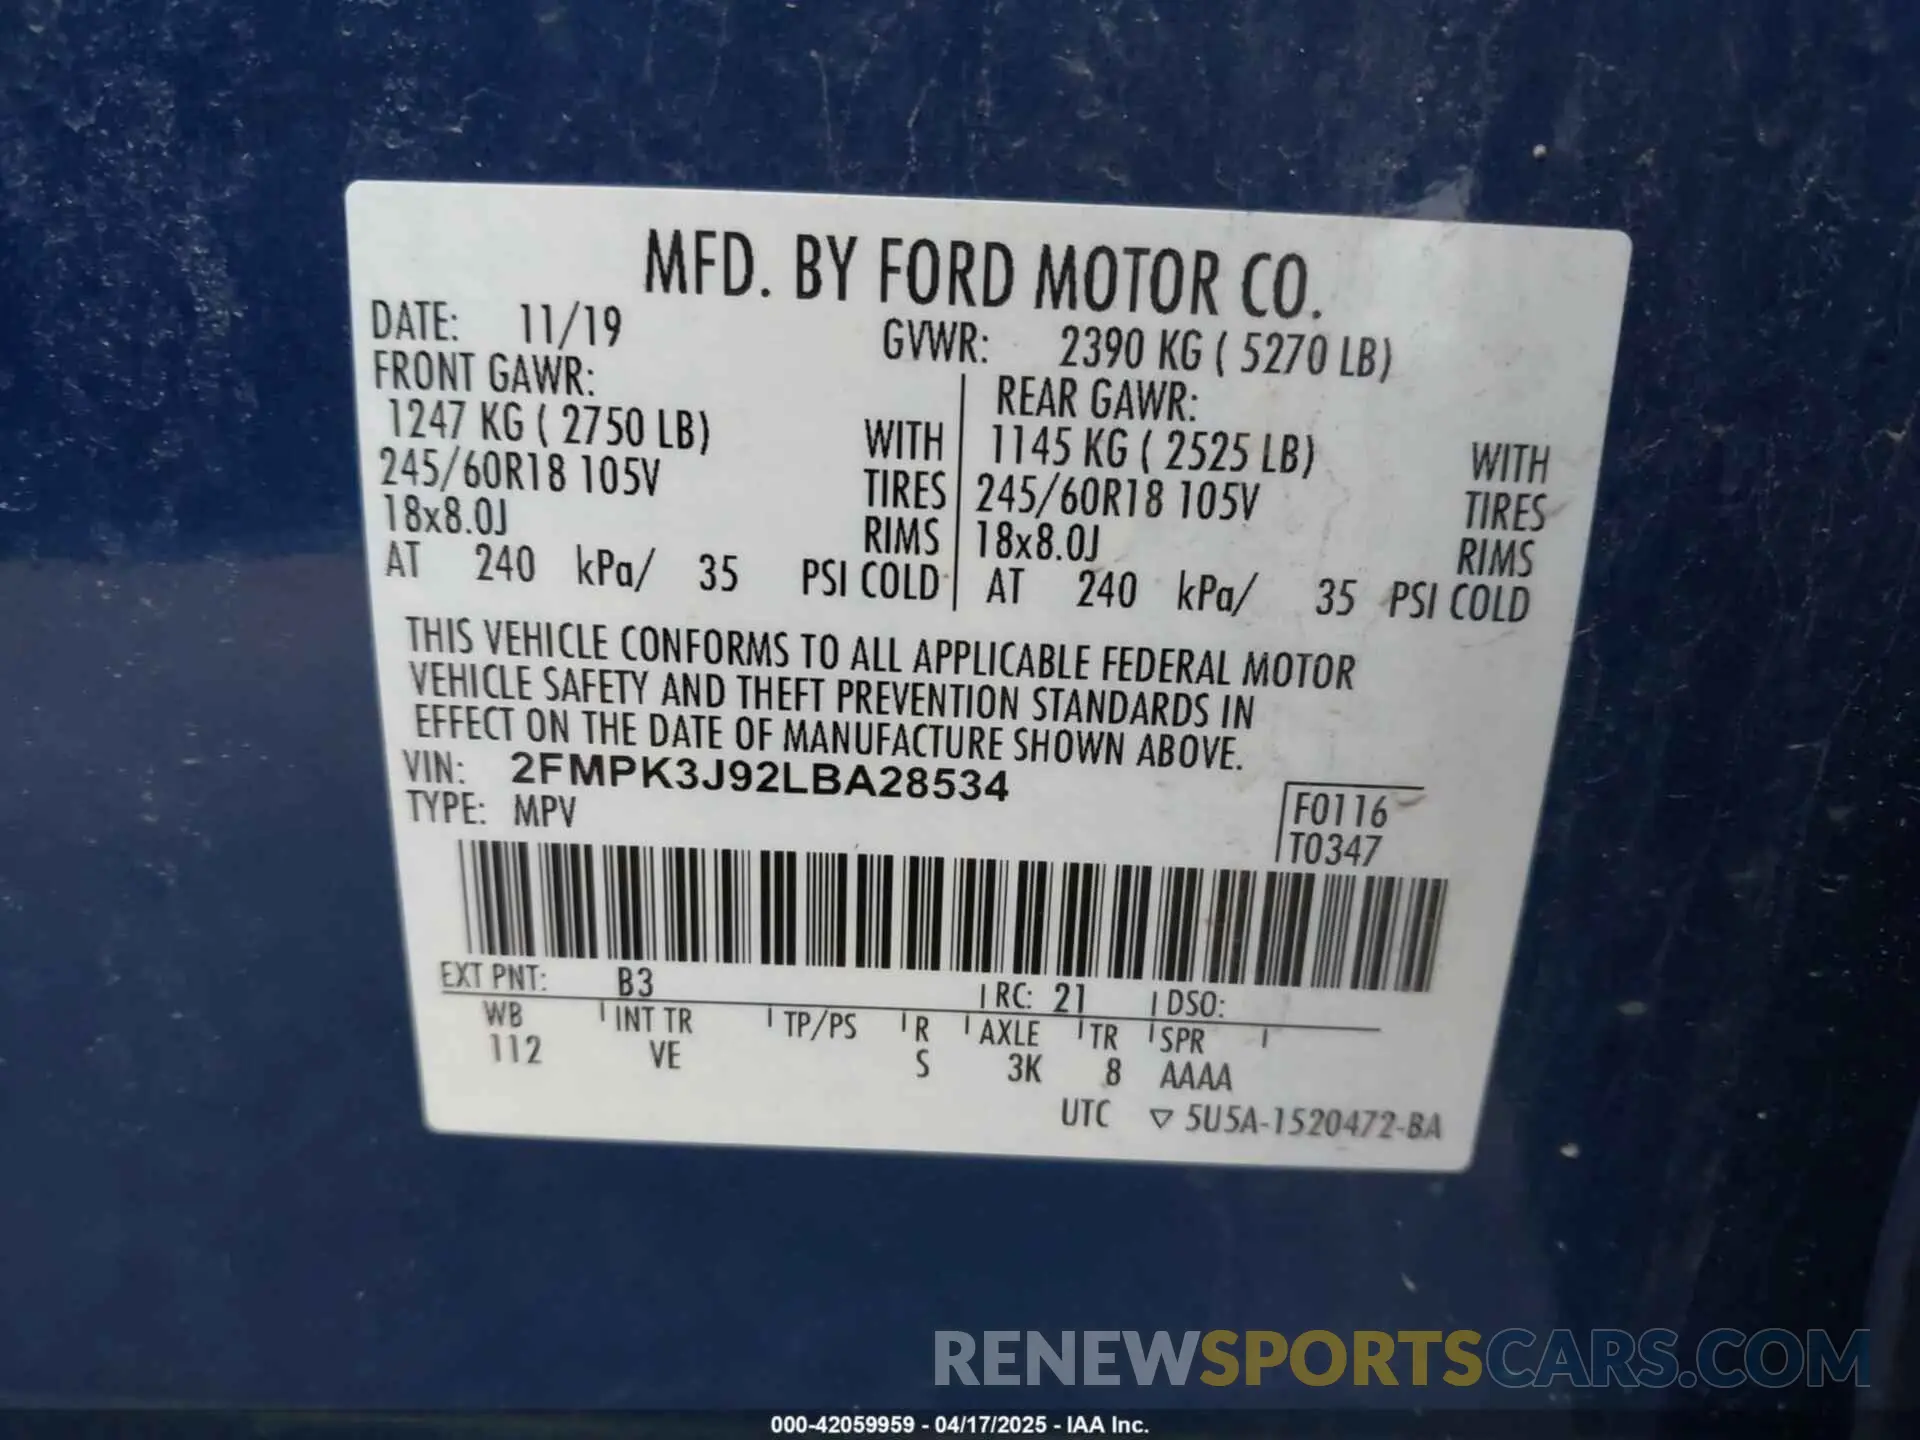 MFD. BY FORD MOTOR CO.
DATE: 11/19 GVWR: 2390 KG ( 5270 LB)
FRONT GAWR: REAR GAWR:
1247 KG ( 2750 LB) WITH 1145 KG ( 2525 LB) WITH
245/60R18 105V TIRES 245/60R18 105V TIRES
18x8.0J RIMS 18x8.0J RIMS
AT 240 kPa/ 35 PSI COLD AT 240 kPa/ 35 PSI COLD
THIS VEHICLE CONFORMS TO ALL APPLICABLE FEDERAL MOTOR
VEHICLE SAFETY AND THEFT PREVENTION STANDARDS IN
EFFECT ON THE DATE OF MANUFACTURE SHOWN ABOVE.
VIN: 2FMPK3J92LBA28534
TYPE: MPV
F0116
T0347
EXT PNT: B3 RC: 21 DSO:
WB INT TR TP/PS R AXLE TR SPR
112 VE S 3K 8 AAAA
UTC ▽ 5U5A-1520472-BA
RENEWSPORTSCARS.COM
000-42059959 - 04/17/2025 - IAA Inc.